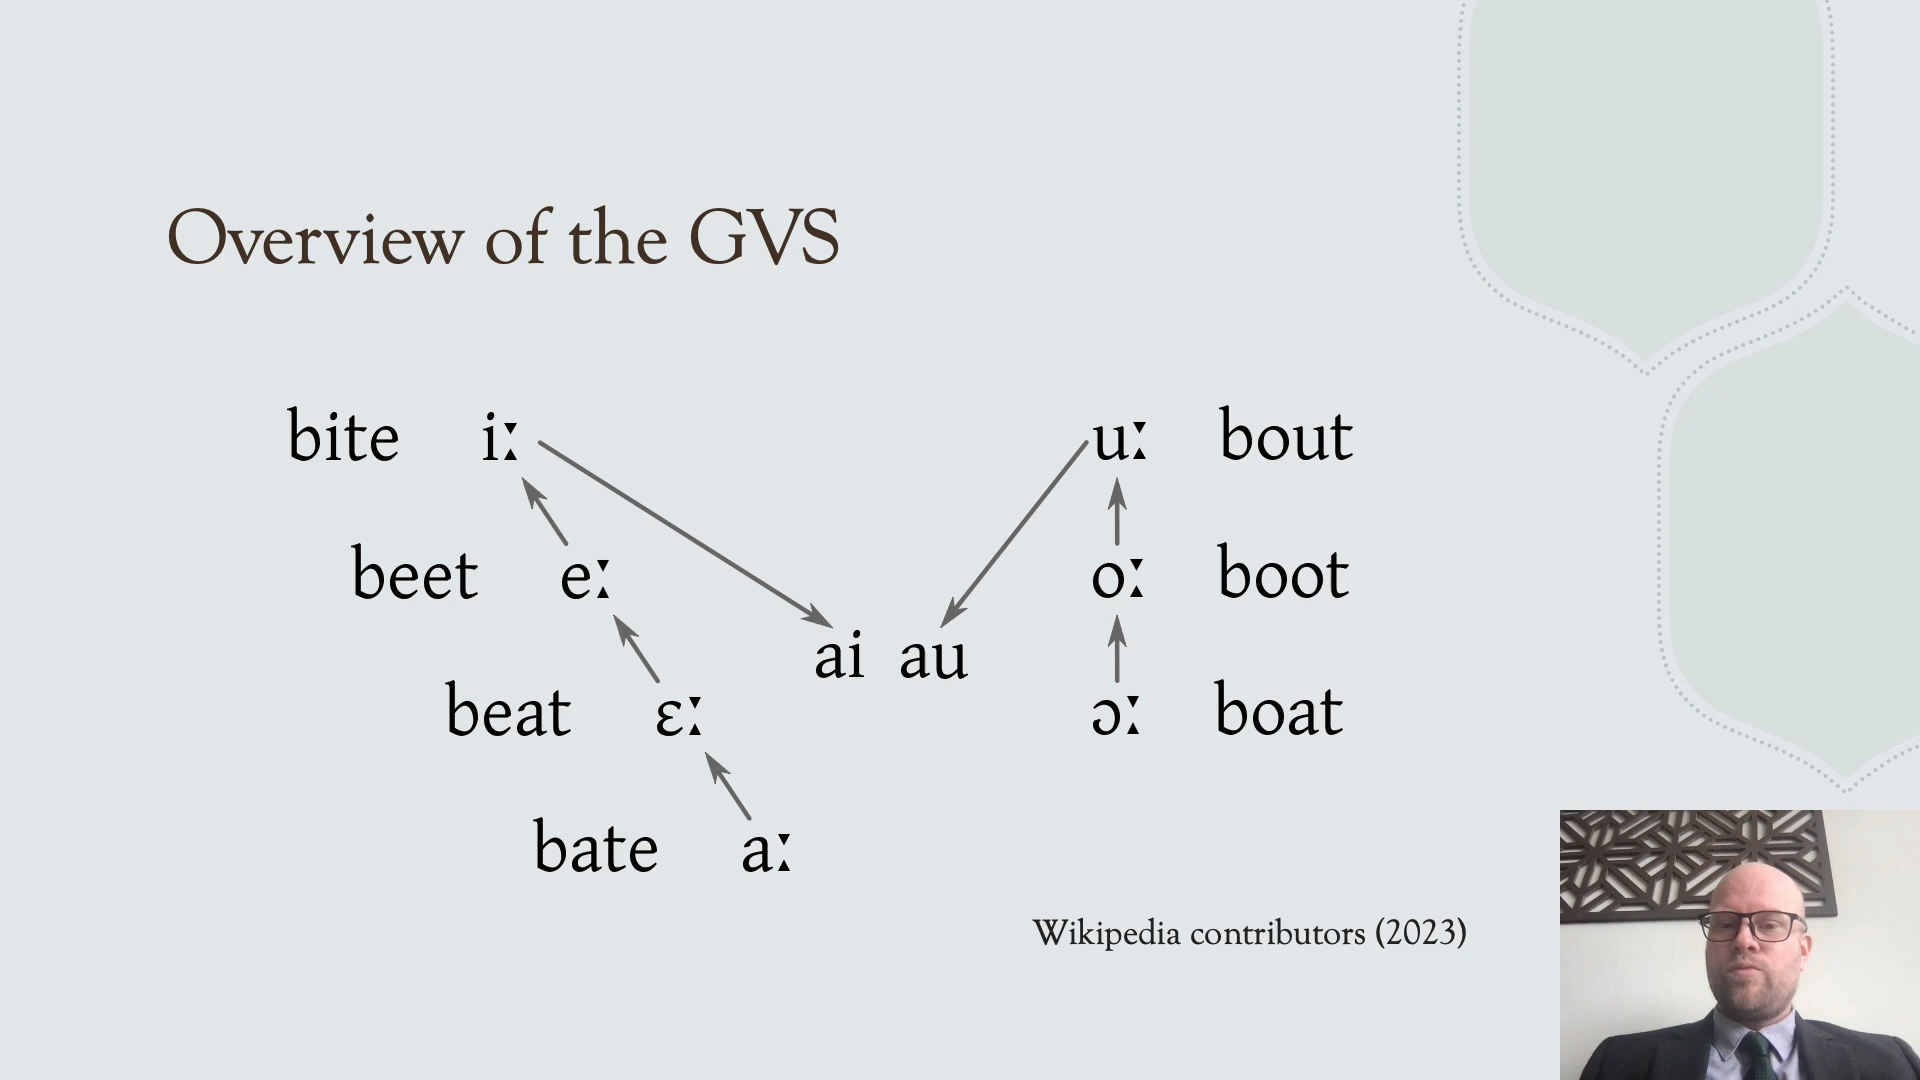 Overview of the GVS
bite iː uː bout
beet eː oː boot
ai au
beat ɛː ɔː boat
bate aː
Wikipedia contributors (2023)